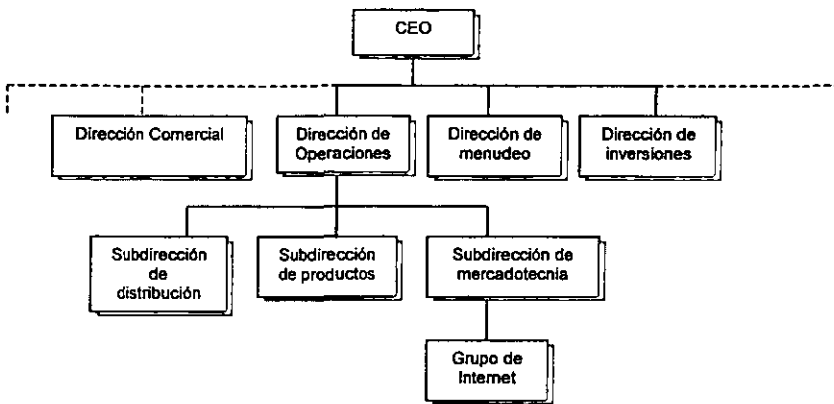 CEO
Dirección Comercial
Dirección de
Operaciones
Dirección de
menudeo
Dirección de
inversiones
Subdirección
de
distribución
Subdirección
de productos
Subdirección de
mercadotecnia
Grupo de
Internet